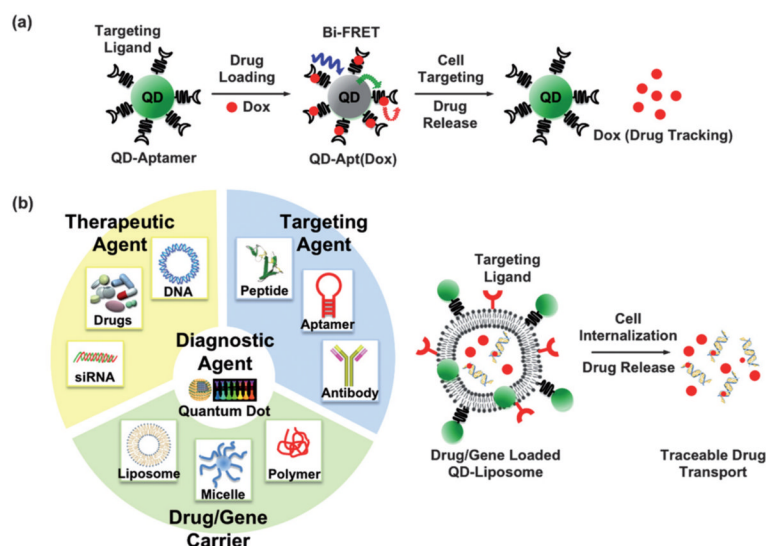 (a)
Targeting
Ligand
QD
QD-Aptamer
Drug
Loading
Dox
Bi-FRET
QD
QD-Apt(Dox)
Cell
Targeting
Drug
Release
QD
Dox (Drug Tracking)
(b)
Therapeutic
Agent
DNA
Drugs
siRNA
Targeting
Agent
Peptide
Aptamer
Antibody
Diagnostic
Agent
Quantum Dot
Liposome
Micelle
Polymer
Drug/Gene
Carrier
Targeting
Ligand
Drug/Gene Loaded
QD-Liposome
Cell
Internalization
Drug Release
Traceable Drug
Transport